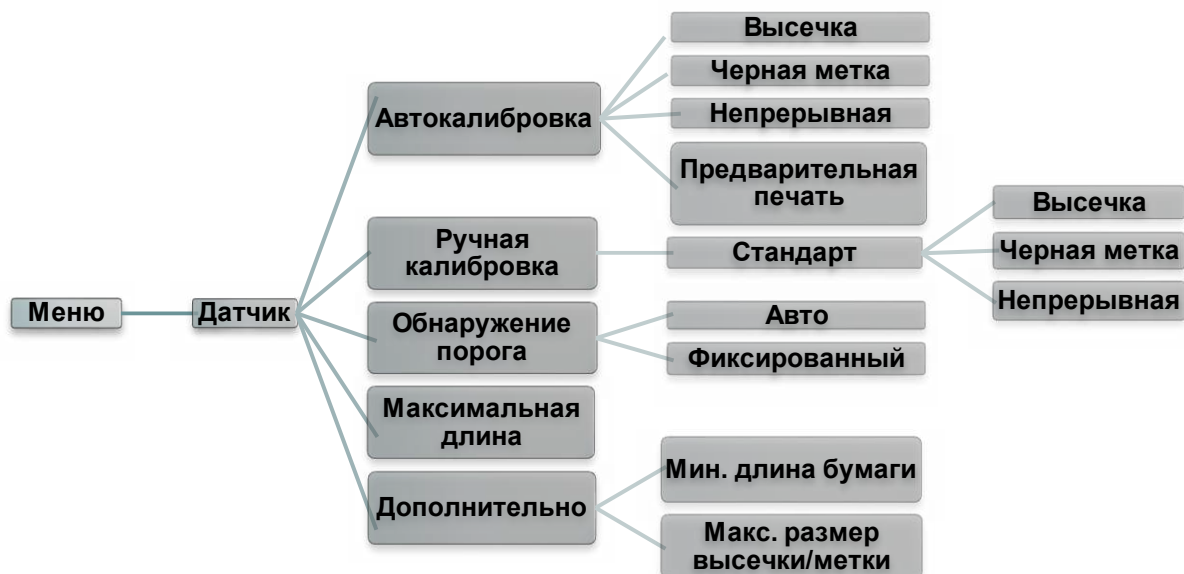 Меню
Датчик
Автокалибровка
Высечка
Черная метка
Непрерывная
Предварительная
печать
Ручная
калибровка
Стандарт
Высечка
Черная метка
Непрерывная
Обнаружение
порога
Авто
Фиксированный
Максимальная
длина
Дополнительно
Мин. длина бумаги
Макс. размер
высечки/метки